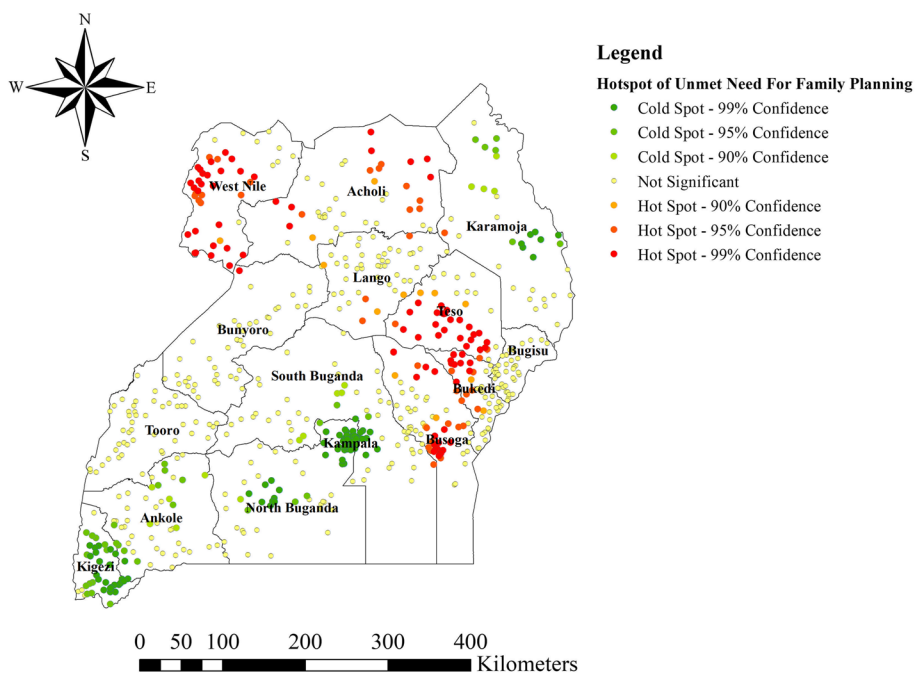 N
W E
S
Legend
Hotspot of Unmet Need For Family Planning
Cold Spot - 99% Confidence
Cold Spot - 95% Confidence
Cold Spot - 90% Confidence
Not Significant
Hot Spot - 90% Confidence
Hot Spot - 95% Confidence
Hot Spot - 99% Confidence
West Nile
Acholi
Karamoja
Lango
Teso
Bunyoro
Bugisu
South Buganda
Bukedi
Tooro
Kampala
Busoga
North Buganda
Ankole
Kigezi
0 50 100 200 300 400
Kilometers